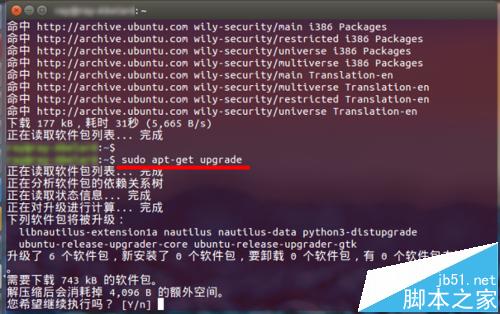 命中 http://archive.ubuntu.com wily-security/main i386 Packages
命中 http://archive.ubuntu.com wily-security/restricted i386 Packages
命中 http://archive.ubuntu.com wily-security/universe i386 Packages
命中 http://archive.ubuntu.com wily-security/multiverse i386 Packages
命中 http://archive.ubuntu.com wily-security/main Translation-en
命中 http://archive.ubuntu.com wily-security/multiverse Translation-en
命中 http://archive.ubuntu.com wily-security/restricted Translation-en
命中 http://archive.ubuntu.com wily-security/universe Translation-en
下载 177 kB，耗时 31秒 (5,665 B/s)
正在读取软件包列表... 完成
:~$
:~$ sudo apt-get upgrade
正在读取软件包列表... 完成
正在分析软件包的依赖关系树
正在读取状态信息... 完成
正在对升级进行计算... 完成
下列软件包将被升级：
libnautilus-extension1a nautilus nautilus-data python3-distupgrade
ubuntu-release-upgrader-core ubuntu-release-upgrader-gtk
升级了 6 个软件包，新安装了 0 个软件包，要卸载 0 个软件包，有 0 个软件包
。
需要下载 743 kB 的软件包。
解压缩后会消耗掉 4,096 B 的额外空间。
您希望继续执行吗？ [Y/n]
jb51.net
脚本之家